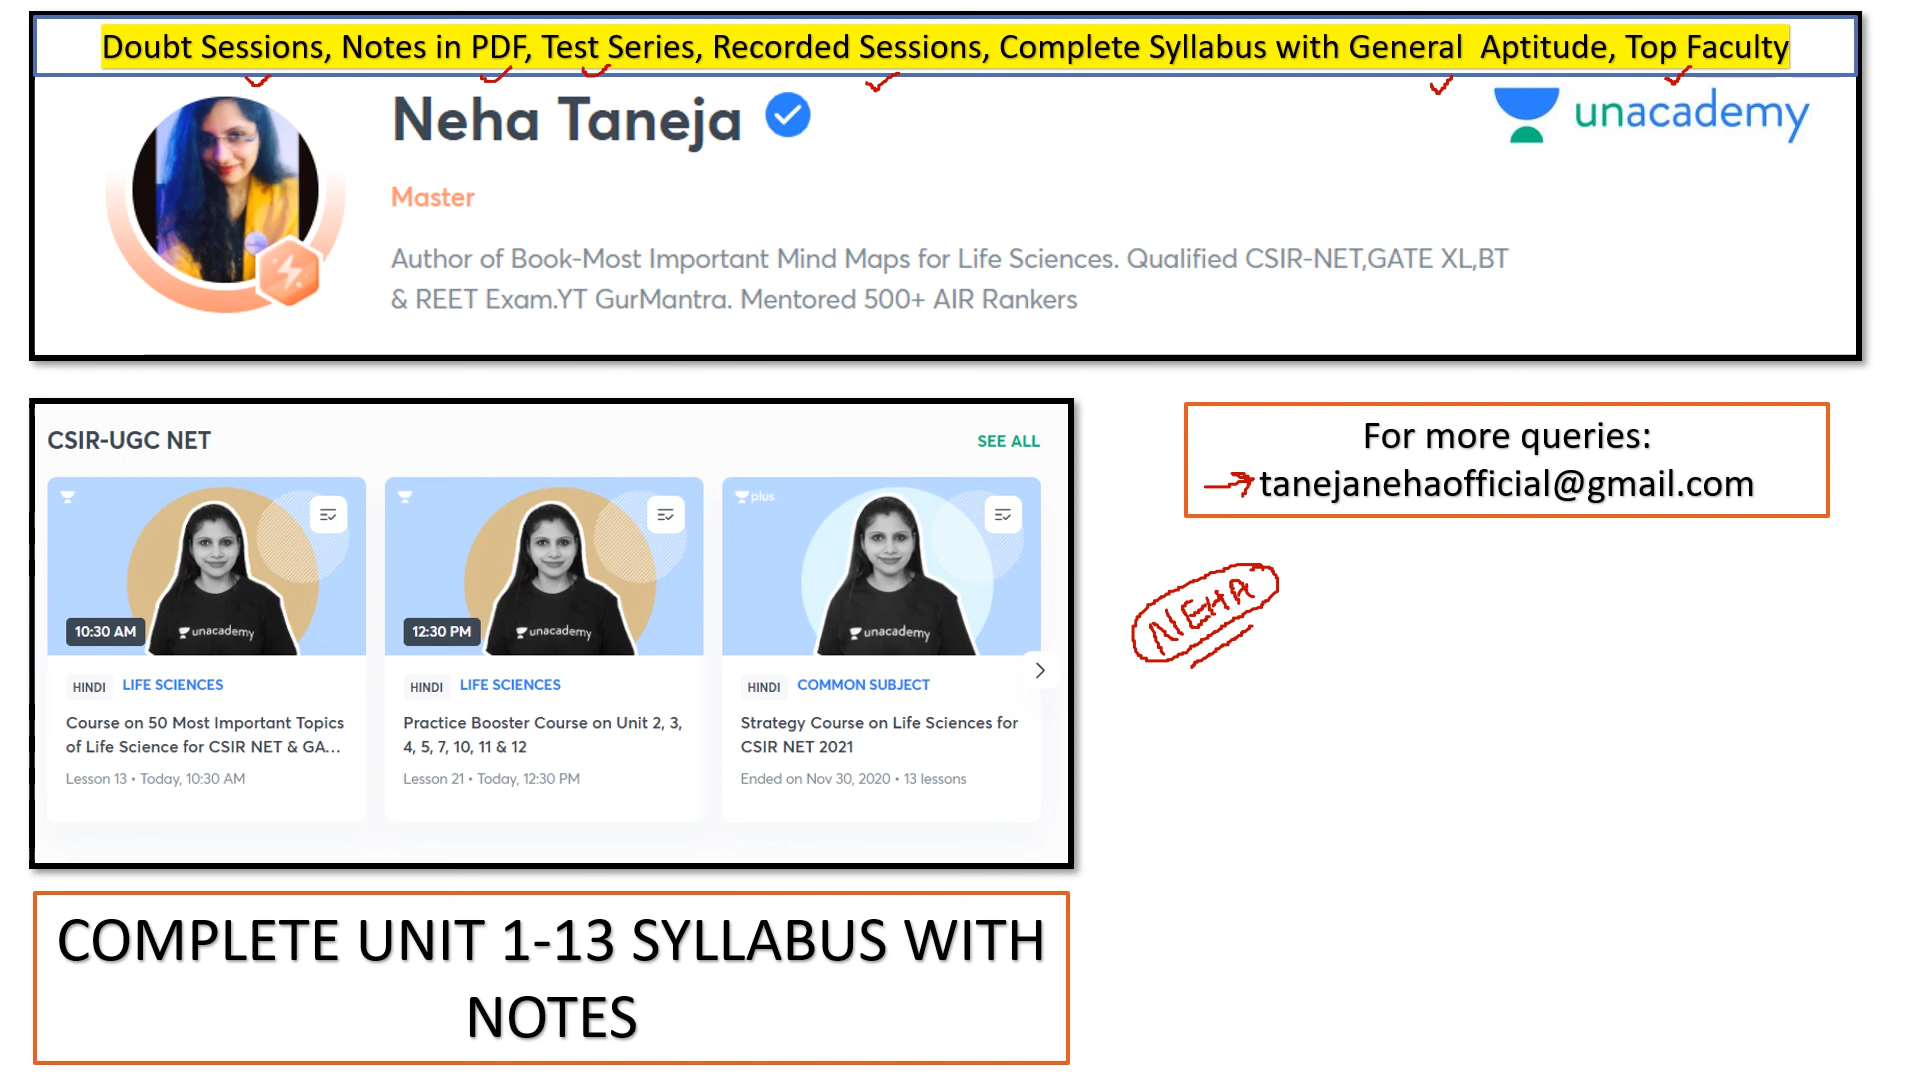 Doubt Sessions, Notes in PDF, Test Series, Recorded Sessions, Complete Syllabus with General Aptitude, Top Faculty
Neha Taneja
unacademy
Master
Author of Book-Most Important Mind Maps for Life Sciences. Qualified CSIR-NET,GATE XL,BT
& REET Exam.YT GurMantra. Mentored 500+ AIR Rankers
CSIR-UGC NET
SEE ALL
unacademy
10:30 AM
HINDI LIFE SCIENCES
Course on 50 Most Important Topics
of Life Science for CSIR NET & GA...
Lesson 13 • Today, 10:30 AM
unacademy
12:30 PM
HINDI LIFE SCIENCES
Practice Booster Course on Unit 2, 3,
4, 5, 7, 10, 11 & 12
Lesson 21 • Today, 12:30 PM
plus
unacademy
HINDI COMMON SUBJECT
Strategy Course on Life Sciences for
CSIR NET 2021
Ended on Nov 30, 2020 • 13 lessons
For more queries:
tanejanehaofficial@gmail.com
NEHA
COMPLETE UNIT 1-13 SYLLABUS WITH
NOTES